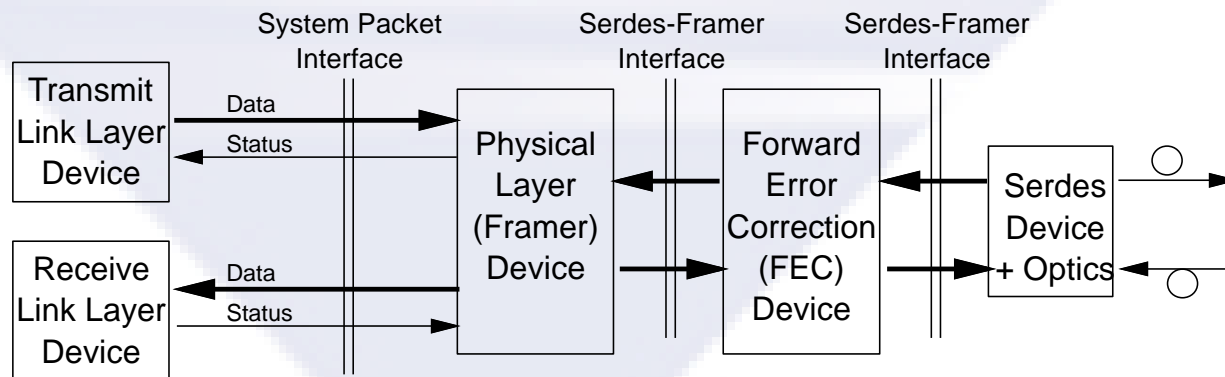 System Packet
Interface
Serdes-Framer
Interface
Serdes-Framer
Interface
Transmit
Link Layer
Device
Data
Status
Receive
Link Layer
Device
Data
Status
Physical
Layer
(Framer)
Device
Forward
Error
Correction
(FEC)
Device
Serdes
Device
+ Optics